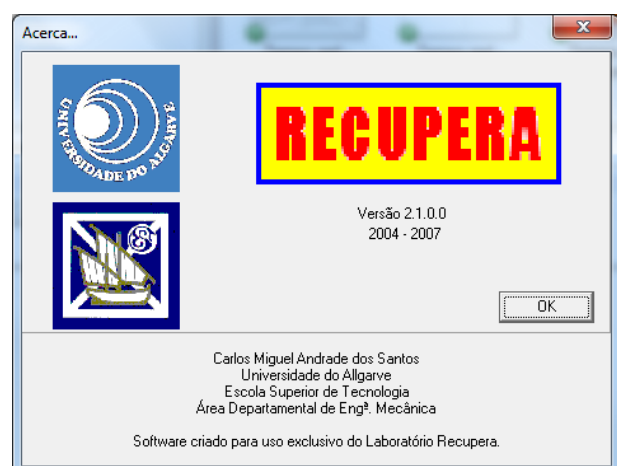 Acerca...
UNIVERSIDADE DO ALGARVE
RECUPERA
Versão 2.1.0.0
2004 - 2007
OK
Carlos Miguel Andrade dos Santos
Universidade do Allgarve
Escola Superior de Tecnologia
Área Departamental de Engª. Mecânica
Software criado para uso exclusivo do Laboratório Recupera.